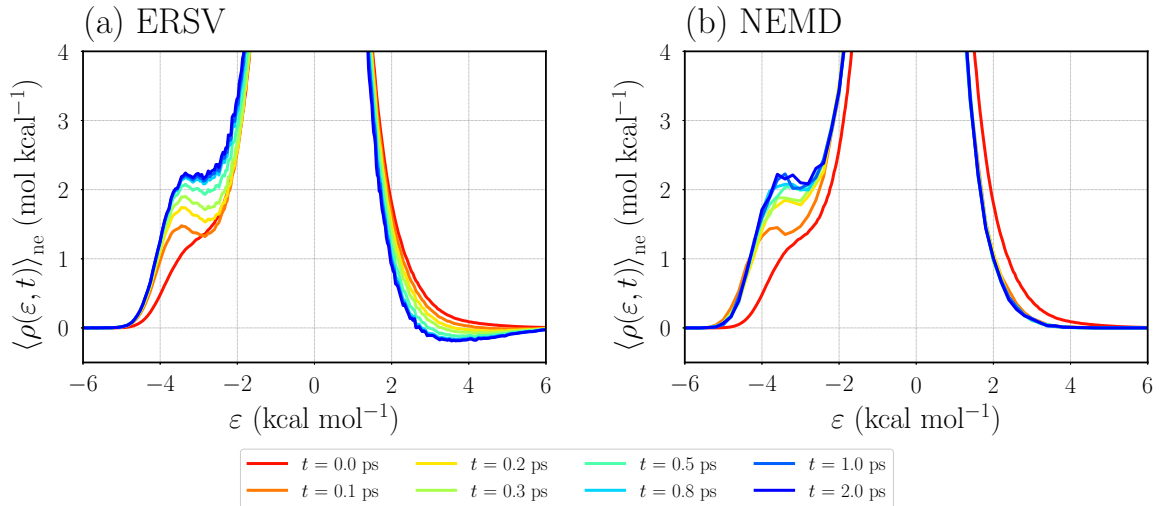 (a) ERSV
(b) NEMD
⟨ρ(ε, t)⟩ne (mol kcal−1)
4
3
2
1
0
−6 −4 −2 0 2 4 6
ε (kcal mol−1)
⟨ρ(ε, t)⟩ne (mol kcal−1)
4
3
2
1
0
−6 −4 −2 0 2 4 6
ε (kcal mol−1)
t = 0.0 ps t = 0.2 ps t = 0.5 ps t = 1.0 ps
t = 0.1 ps t = 0.3 ps t = 0.8 ps t = 2.0 ps